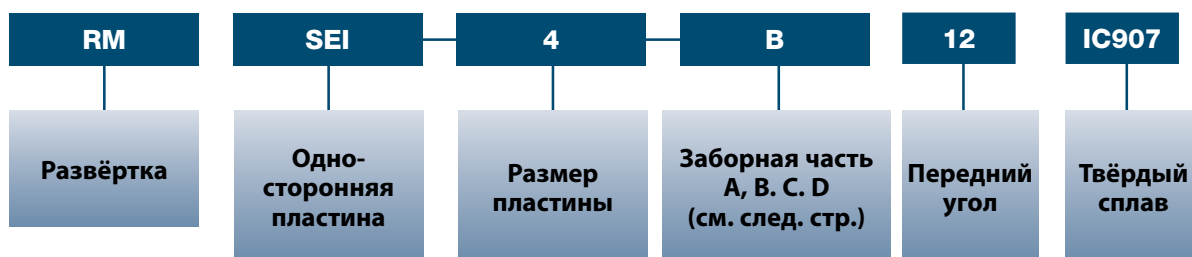 RM SEI 4 B 12 IC907
Развёртка
Одно-
сторонняя
пластина
Размер
пластины
Заборная часть
A, B. C. D
(см. след. стр.)
Передний
угол
Твёрдый
сплав